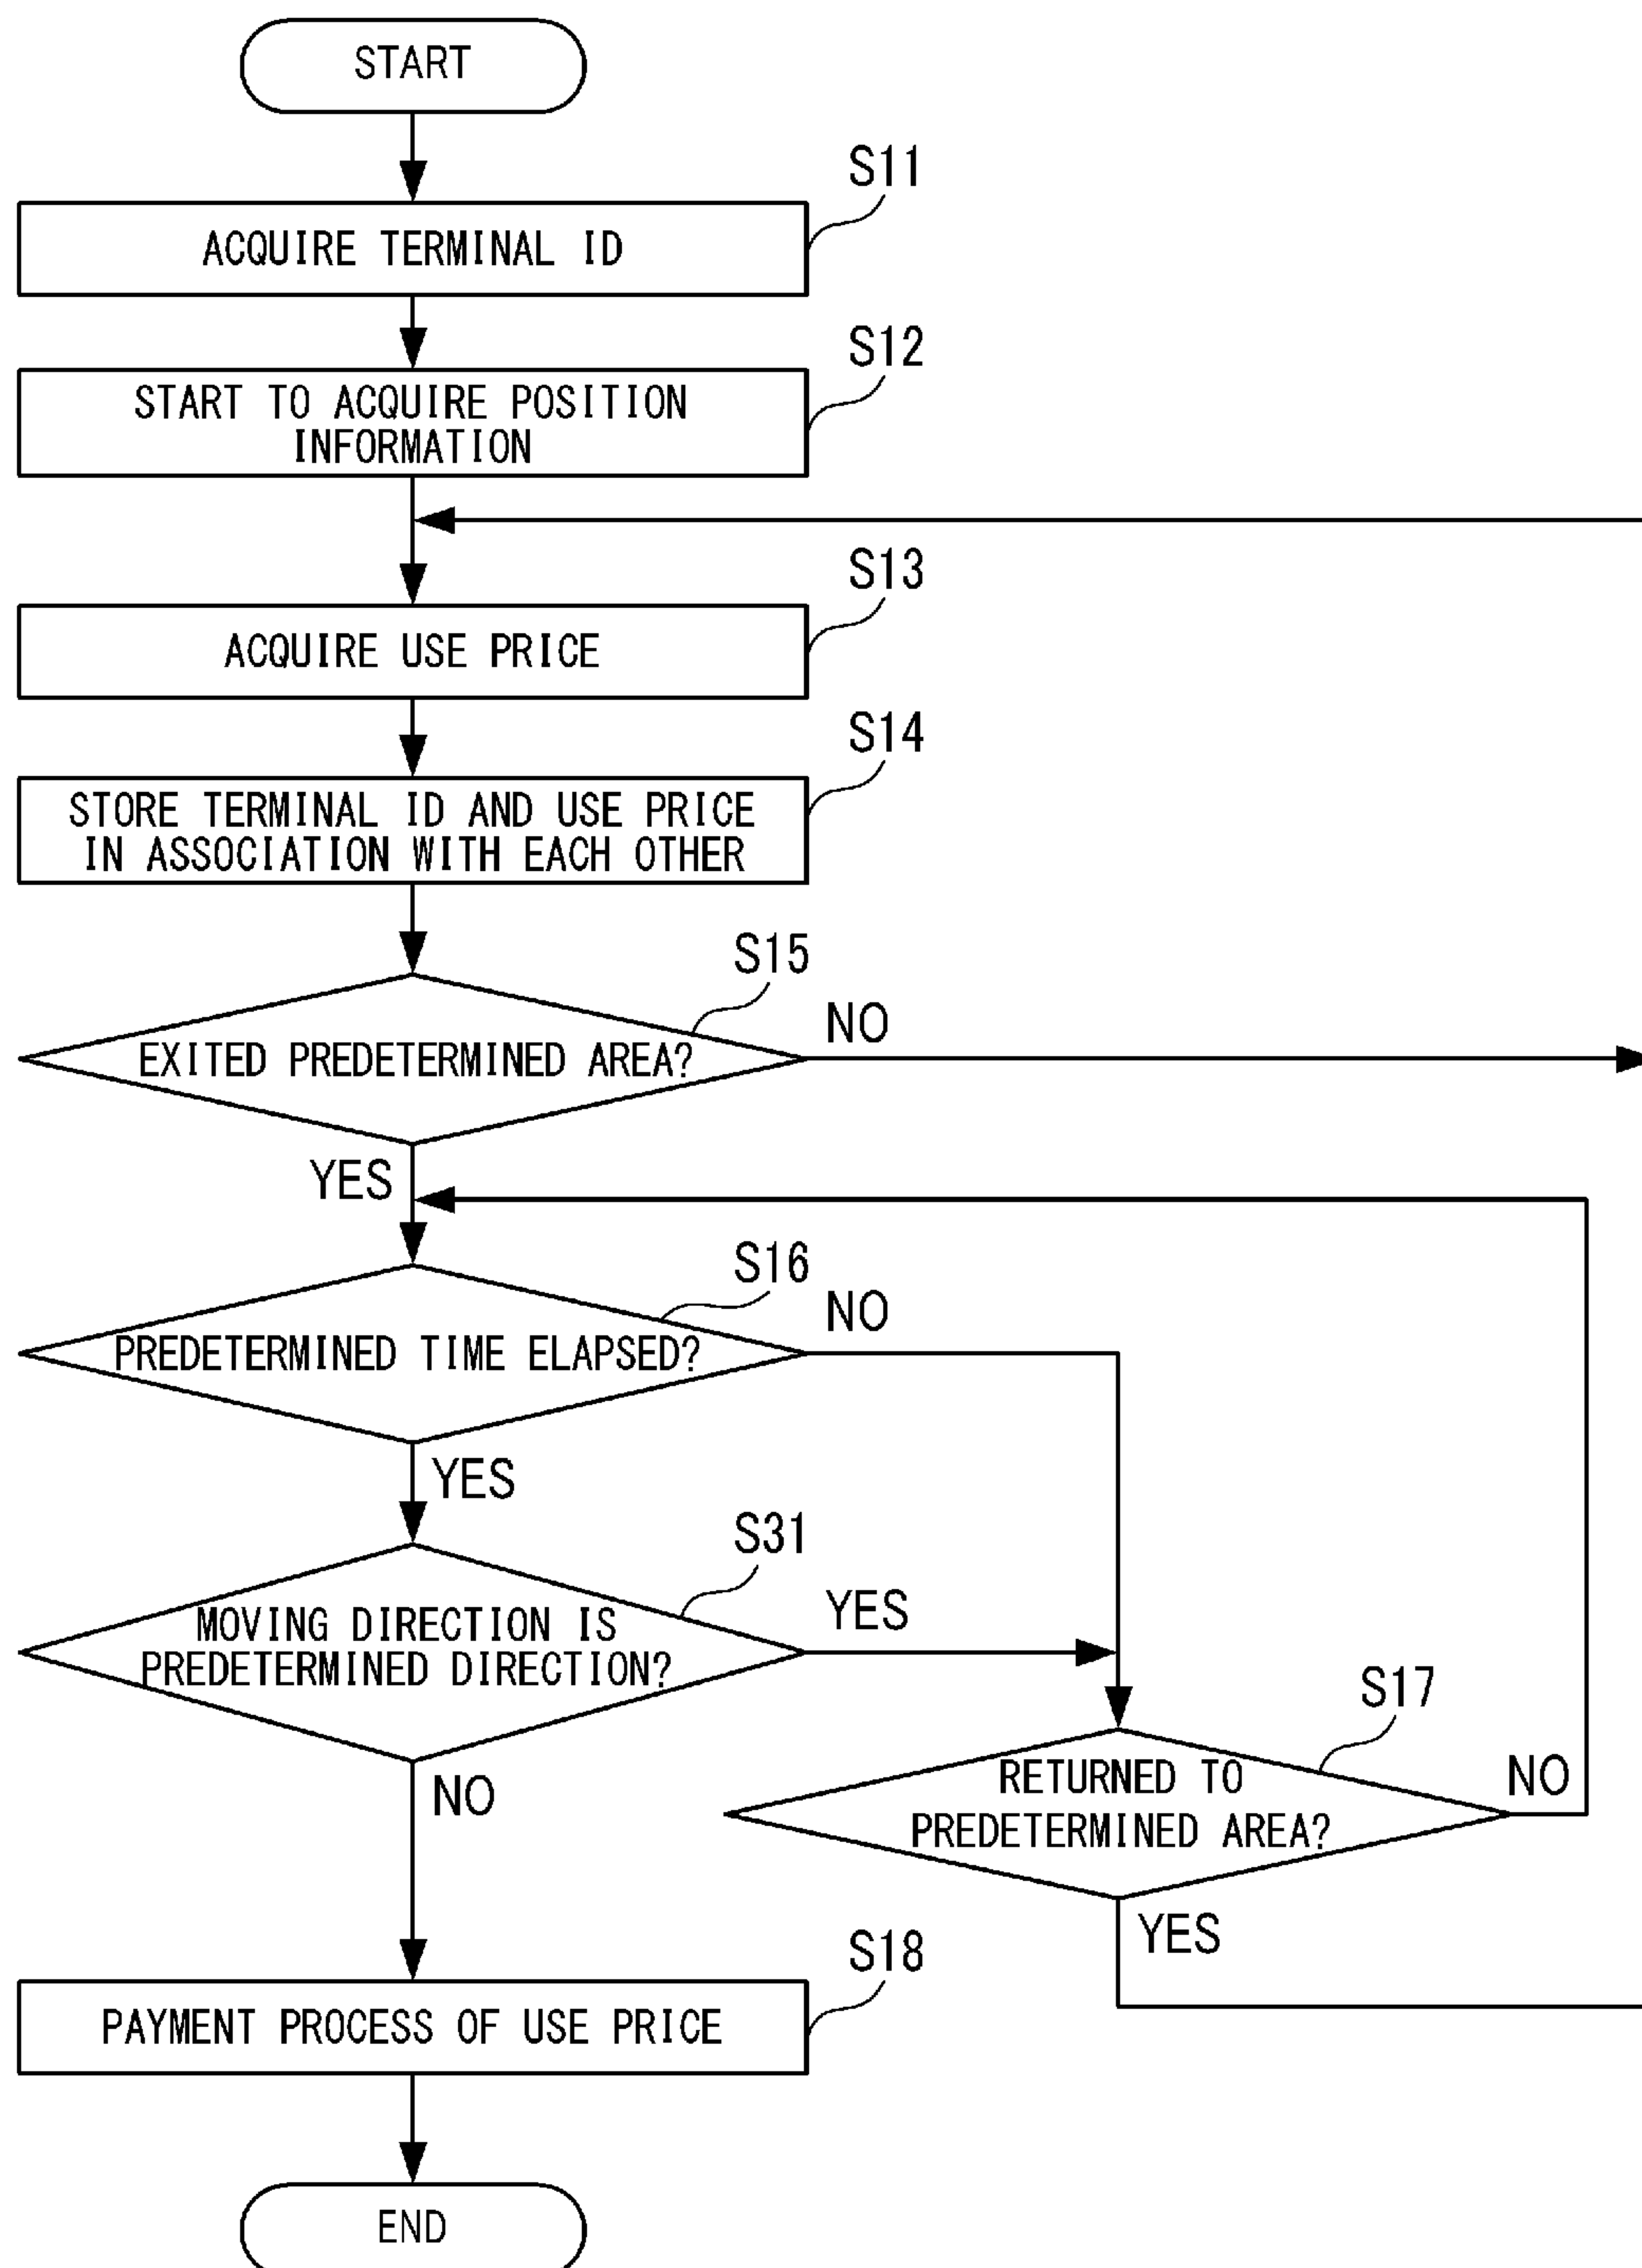 START
S11
ACQUIRE TERMINAL ID
S12
START TO ACQUIRE POSITION
INFORMATION
S13
ACQUIRE USE PRICE
S14
STORE TERMINAL ID AND USE PRICE
IN ASSOCIATION WITH EACH OTHER
S15
NO
EXITED PREDETERMINED AREA?
YES
S16
NO
PREDETERMINED TIME ELAPSED?
YES
S31
YES
MOVING DIRECTION IS
PREDETERMINED DIRECTION?
S17
NO
RETURNED TO
PREDETERMINED AREA?
NO
YES
S18
PAYMENT PROCESS OF USE PRICE
END